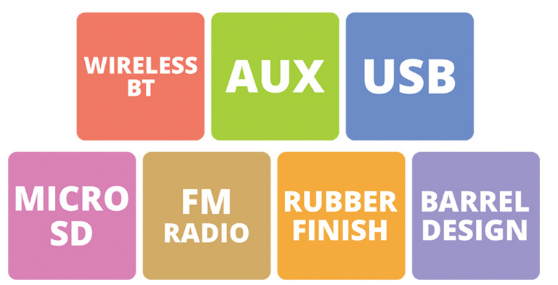 WIRELESS
BT
AUX
USB
MICRO
SD
FM
RADIO
RUBBER
FINISH
BARREL
DESIGN